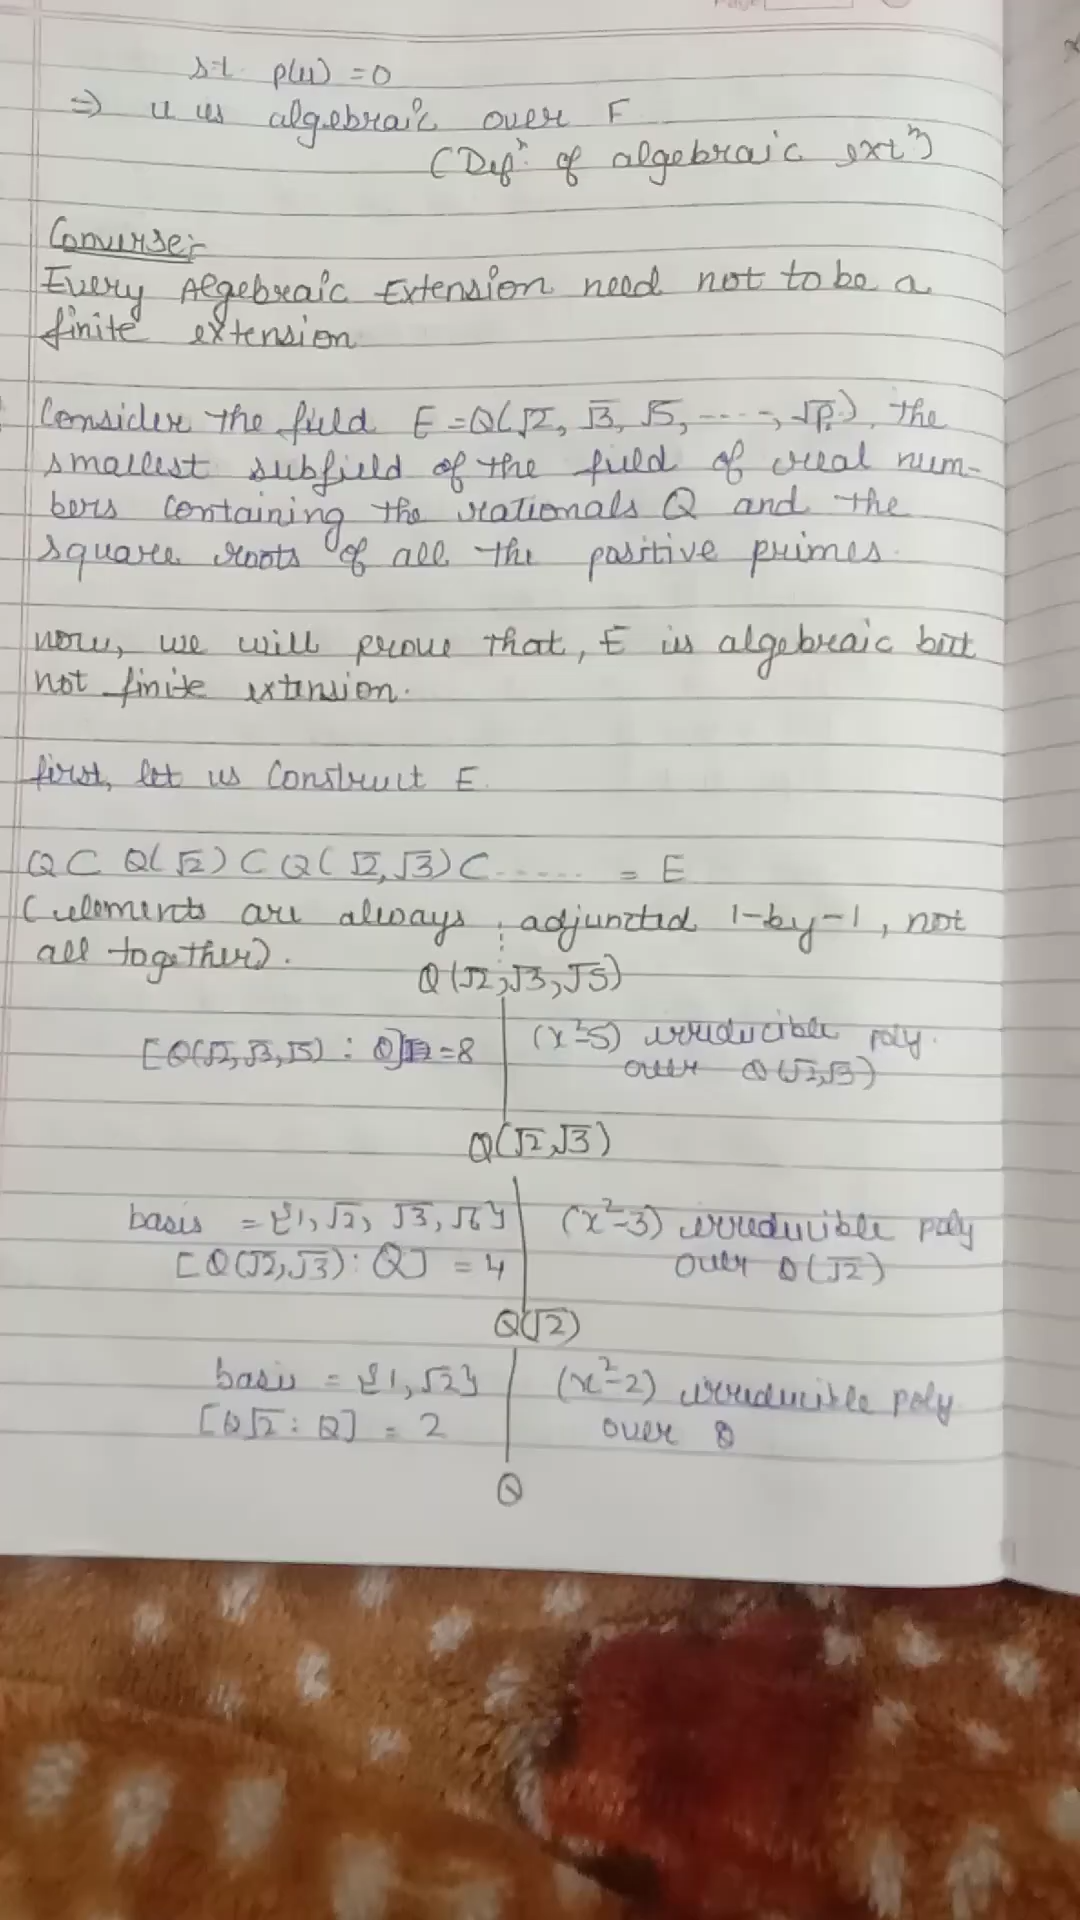 s.t. p(u) = 0
⇒ u is algebraic over F
(Defⁿ. of algebraic extⁿ)
Converse:-
Every Algebraic Extension need not to be a
finite extension
Consider the field E = Q(√2, √3, √5, ----, √p.), the
smallest subfield of the field of real num-
bers containing the rationals Q and the
square roots of all the positive primes.
now, we will prove that, E is algebraic but
not finite extension.
first, let us Construct E.
Q ⊂ Q(√2) ⊂ Q(√2, √3) ⊂ ...... = E
(elements are always adjuncted 1-by-1, not
all together).
Q(√2, √3, √5)
[Q(√2, √3, √5) : Q] = 8 (x²-5) irreducible poly.
over Q(√2, √3)
Q(√2, √3)
basis = {1, √2, √3, √6} (x²-3) irreducible poly
[Q(√2, √3) : Q] = 4 over Q(√2)
Q(√2)
basis = {1, √2} (x²-2) irreducible poly
[Q√2 : Q] = 2 over Q
Q